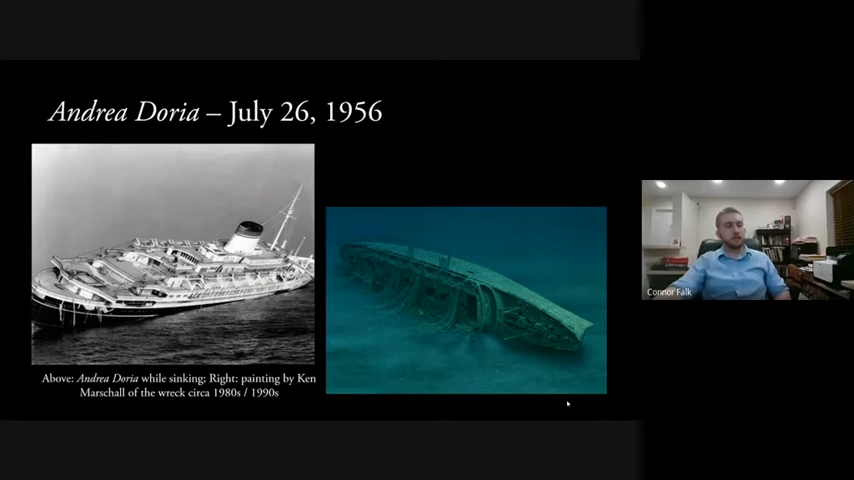 Andrea Doria – July 26, 1956
Above: Andrea Doria while sinking; Right: painting by Ken
Marschall of the wreck circa 1980s / 1990s
Connor Falk